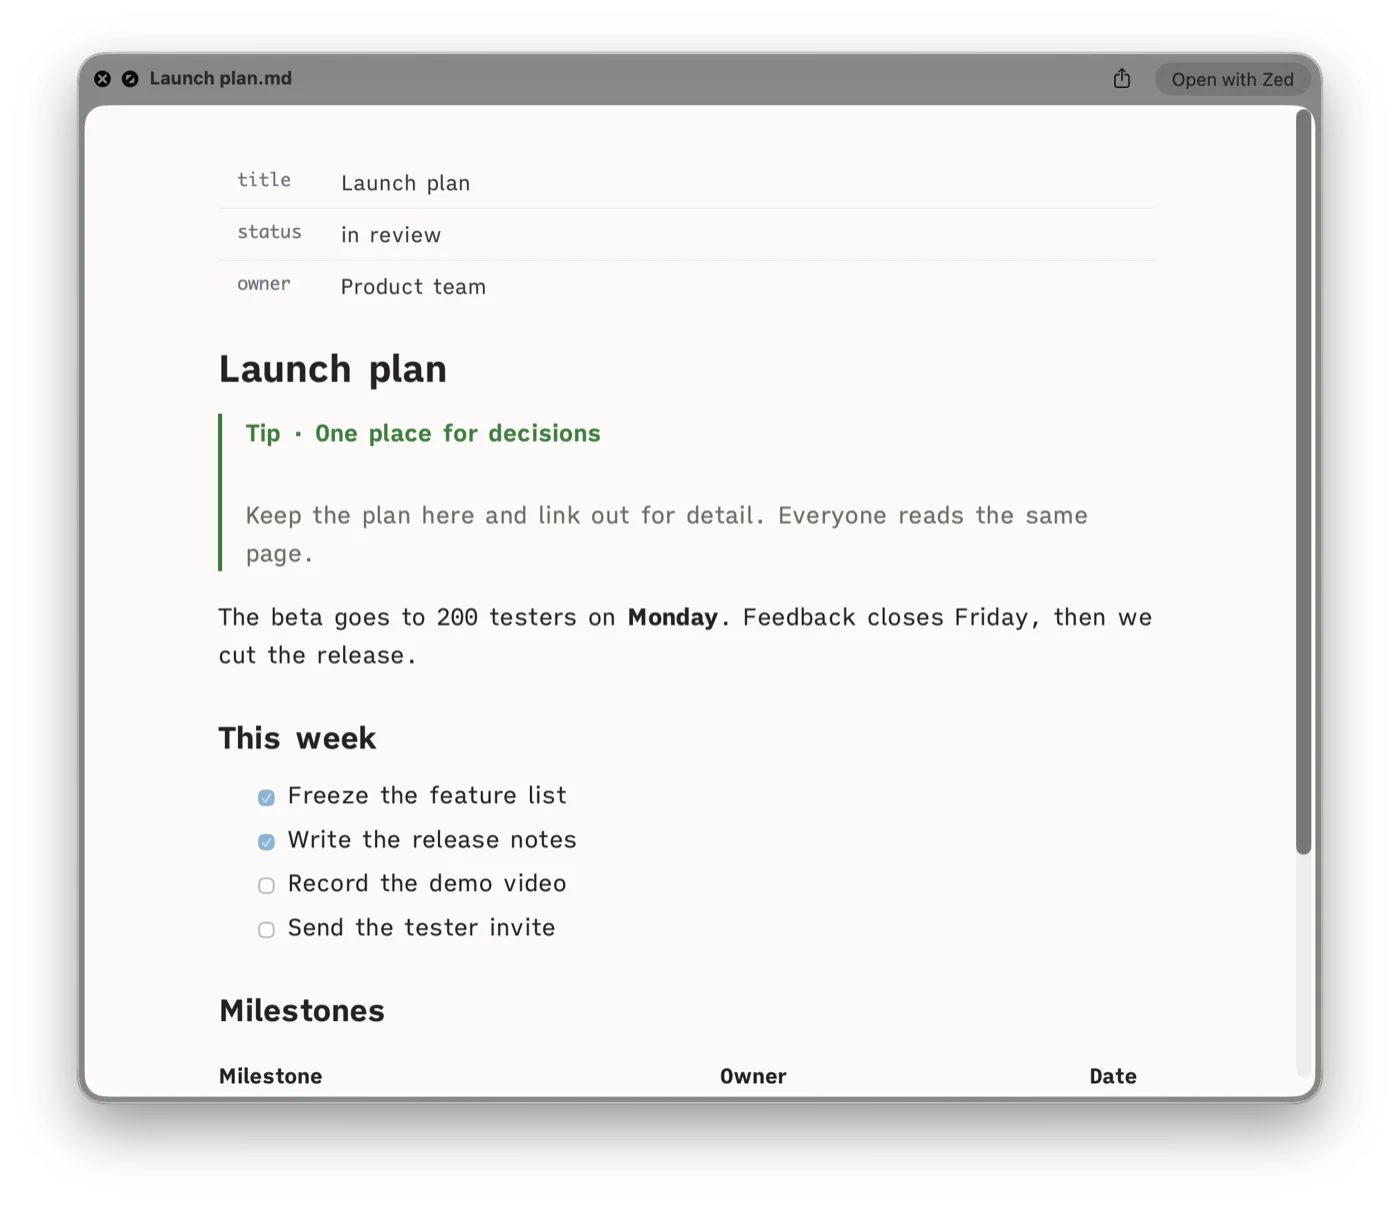 Launch plan.md
Open with Zed
title Launch plan
status in review
owner Product team
Launch plan
Tip · One place for decisions
Keep the plan here and link out for detail. Everyone reads the same
page.
The beta goes to 200 testers on Monday. Feedback closes Friday, then we
cut the release.
This week
Freeze the feature list
Write the release notes
Record the demo video
Send the tester invite
Milestones
Milestone Owner Date